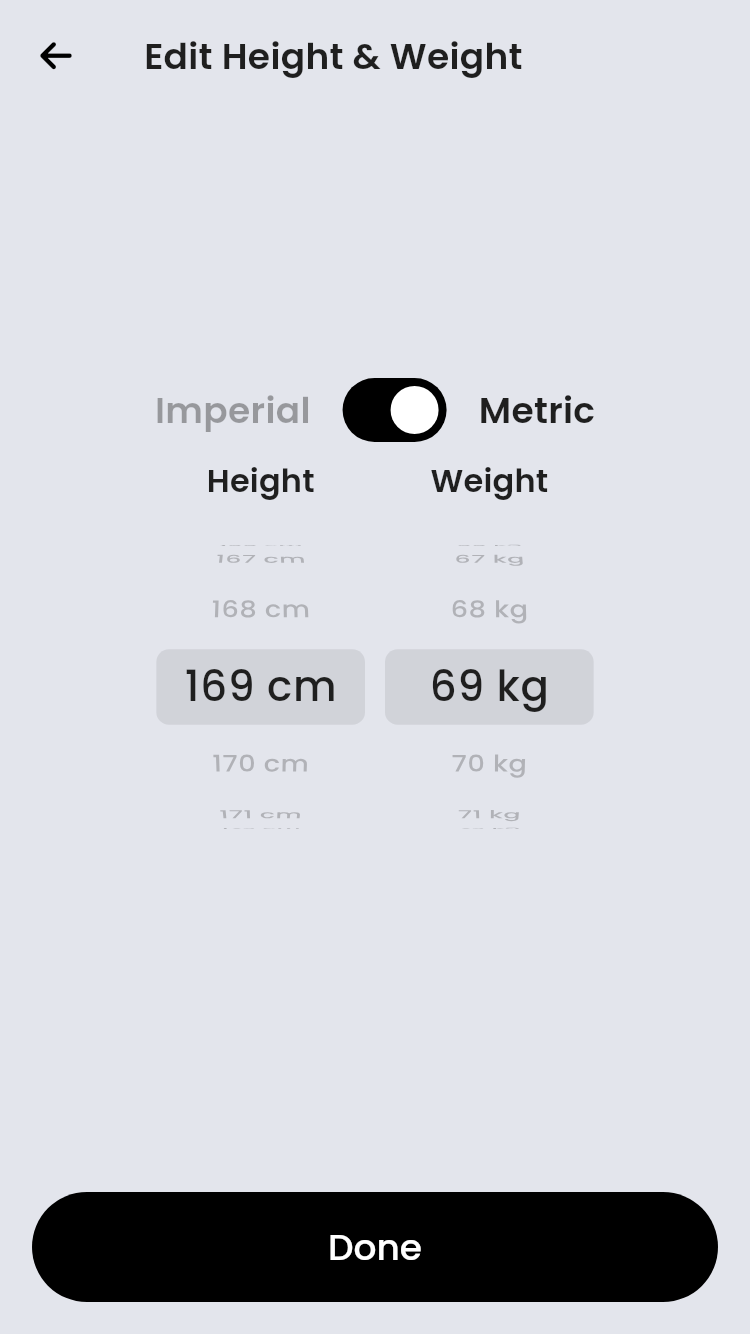 Edit Height & Weight
Imperial Metric
Height Weight
167 cm 67 kg
168 cm 68 kg
169 cm 69 kg
170 cm 70 kg
171 cm 71 kg
Done